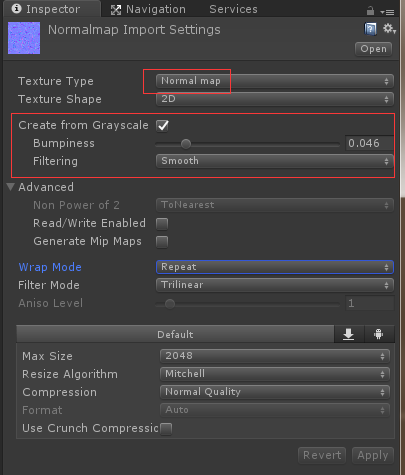 Inspector Navigation Services
Normalmap Import Settings
Open
Texture Type Normal map
Texture Shape 2D
Create from Grayscale
Bumpiness 0.046
Filtering Smooth
Advanced
Non Power of 2 ToNearest
Read/Write Enabled
Generate Mip Maps
Wrap Mode Repeat
Filter Mode Trilinear
Aniso Level 1
Default
Max Size 2048
Resize Algorithm Mitchell
Compression Normal Quality
Format Auto
Use Crunch Compressic
Revert Apply